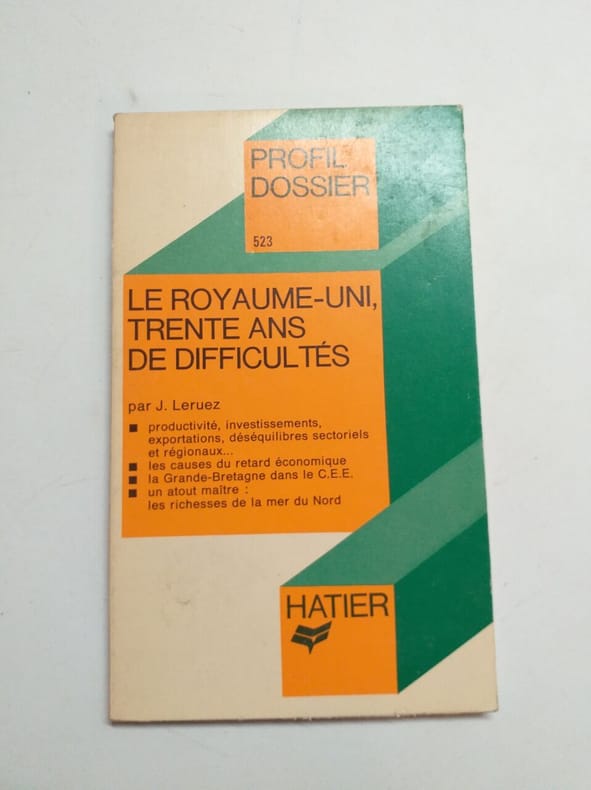 PROFIL
DOSSIER
523
LE ROYAUME-UNI,
TRENTE ANS
DE DIFFICULTÉS
par J. Leruez
■ productivité, investissements,
exportations, déséquilibres sectoriels
et régionaux...
■ les causes du retard économique
■ la Grande-Bretagne dans le C.E.E.
■ un atout maître :
les richesses de la mer du Nord
HATIER